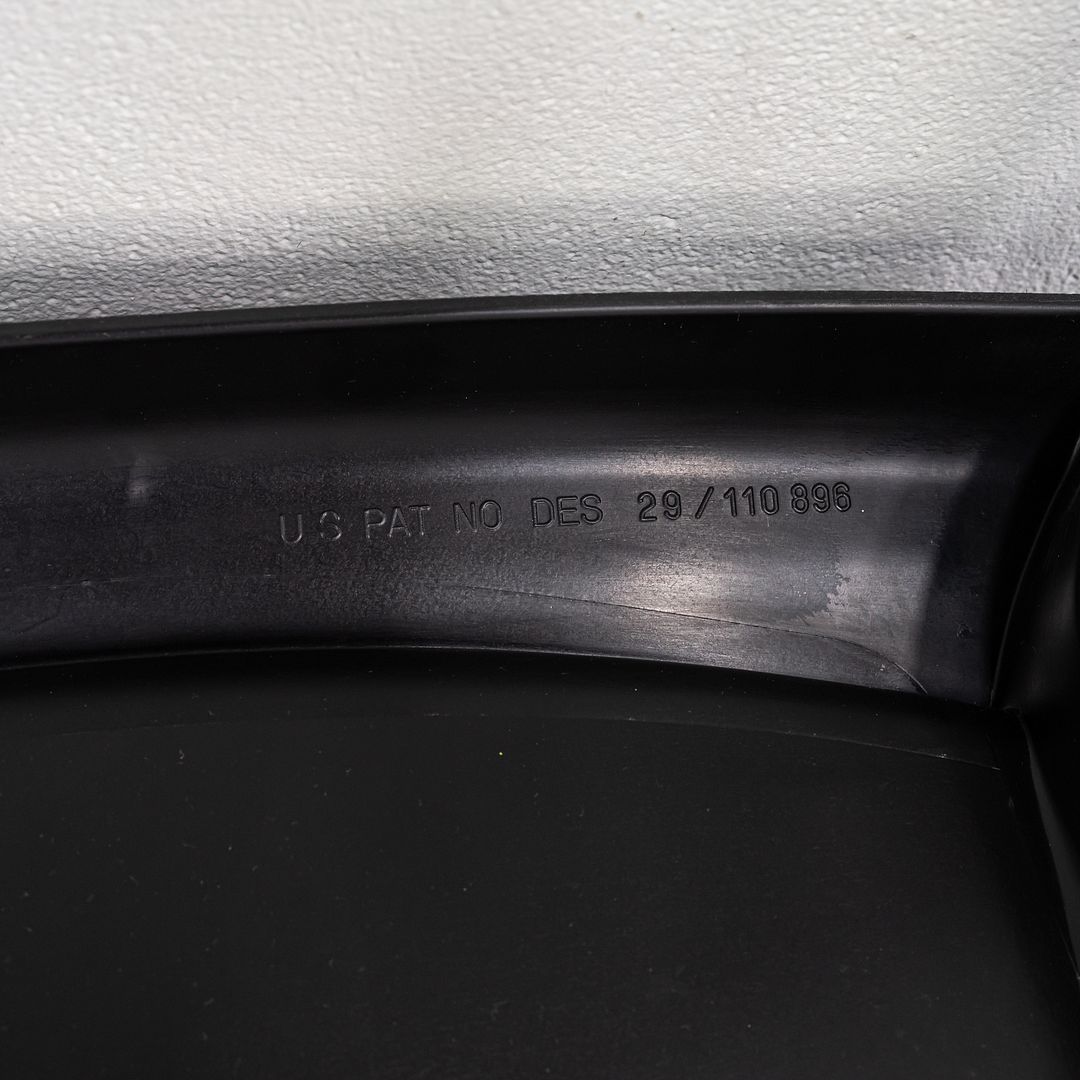 U S PAT NO DES 29/110 896